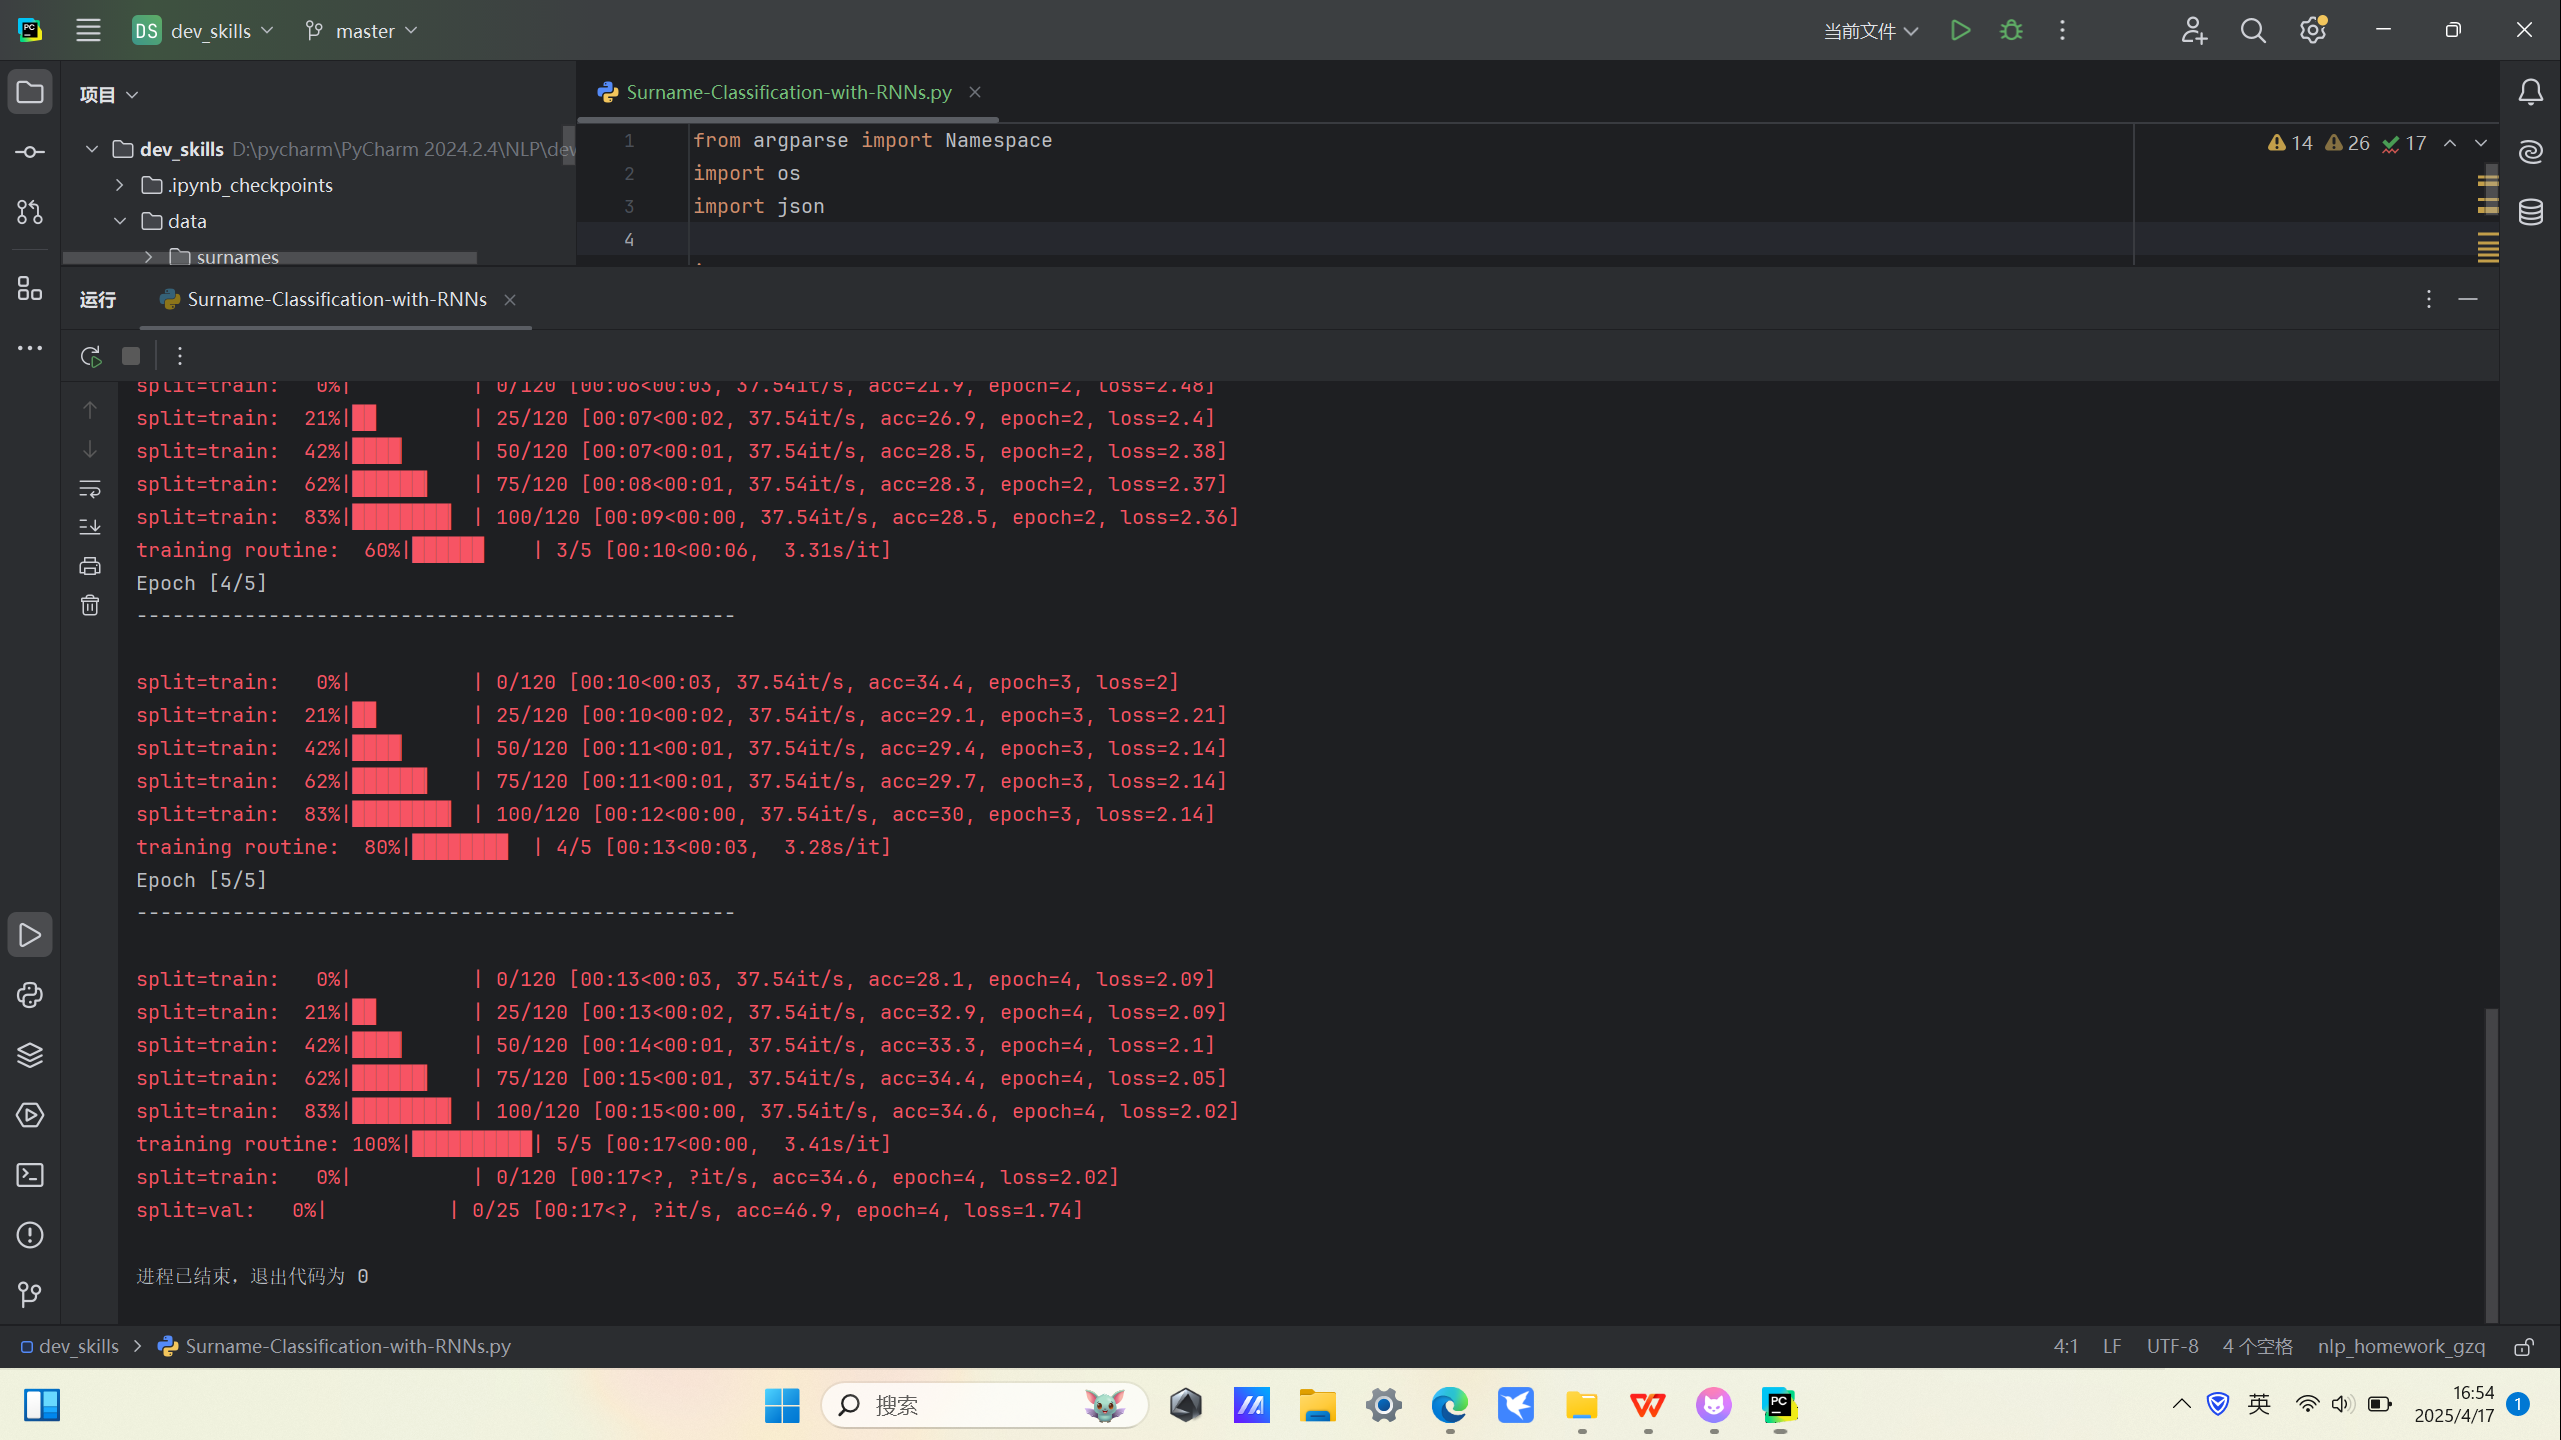 PC
DS dev_skills master 当前文件
项目
Surname-Classification-with-RNNs.py
dev_skills D:\pycharm\PyCharm 2024.2.4\NLP\dev
.ipynb_checkpoints
data
surnames
1 from argparse import Namespace
2 import os
3 import json
4
14 26 17
运行 Surname-Classification-with-RNNs
split=train: 0%| | 0/120 [00:06<00:03, 37.54it/s, acc=21.9, epoch=2, loss=2.48]
split=train: 21%|██ | 25/120 [00:07<00:02, 37.54it/s, acc=26.9, epoch=2, loss=2.4]
split=train: 42%|████ | 50/120 [00:07<00:01, 37.54it/s, acc=28.5, epoch=2, loss=2.38]
split=train: 62%|██████ | 75/120 [00:08<00:01, 37.54it/s, acc=28.3, epoch=2, loss=2.37]
split=train: 83%|████████ | 100/120 [00:09<00:00, 37.54it/s, acc=28.5, epoch=2, loss=2.36]
training routine: 60%|██████ | 3/5 [00:10<00:06, 3.31s/it]
Epoch [4/5]
--------------------------------------------------
split=train: 0%| | 0/120 [00:10<00:03, 37.54it/s, acc=34.4, epoch=3, loss=2]
split=train: 21%|██ | 25/120 [00:10<00:02, 37.54it/s, acc=29.1, epoch=3, loss=2.21]
split=train: 42%|████ | 50/120 [00:11<00:01, 37.54it/s, acc=29.4, epoch=3, loss=2.14]
split=train: 62%|██████ | 75/120 [00:11<00:01, 37.54it/s, acc=29.7, epoch=3, loss=2.14]
split=train: 83%|████████ | 100/120 [00:12<00:00, 37.54it/s, acc=30, epoch=3, loss=2.14]
training routine: 80%|████████ | 4/5 [00:13<00:03, 3.28s/it]
Epoch [5/5]
--------------------------------------------------
split=train: 0%| | 0/120 [00:13<00:03, 37.54it/s, acc=28.1, epoch=4, loss=2.09]
split=train: 21%|██ | 25/120 [00:13<00:02, 37.54it/s, acc=32.9, epoch=4, loss=2.09]
split=train: 42%|████ | 50/120 [00:14<00:01, 37.54it/s, acc=33.3, epoch=4, loss=2.1]
split=train: 62%|██████ | 75/120 [00:15<00:01, 37.54it/s, acc=34.4, epoch=4, loss=2.05]
split=train: 83%|████████ | 100/120 [00:15<00:00, 37.54it/s, acc=34.6, epoch=4, loss=2.02]
training routine: 100%|██████████| 5/5 [00:17<00:00, 3.41s/it]
split=train: 0%| | 0/120 [00:17<?, ?it/s, acc=34.6, epoch=4, loss=2.02]
split=val: 0%| | 0/25 [00:17<?, ?it/s, acc=46.9, epoch=4, loss=1.74]
进程已结束，退出代码为 0
dev_skills > Surname-Classification-with-RNNs.py 4:1 LF UTF-8 4 个空格 nlp_homework_gzq
搜索
PC
英
16:54
2025/4/17
1